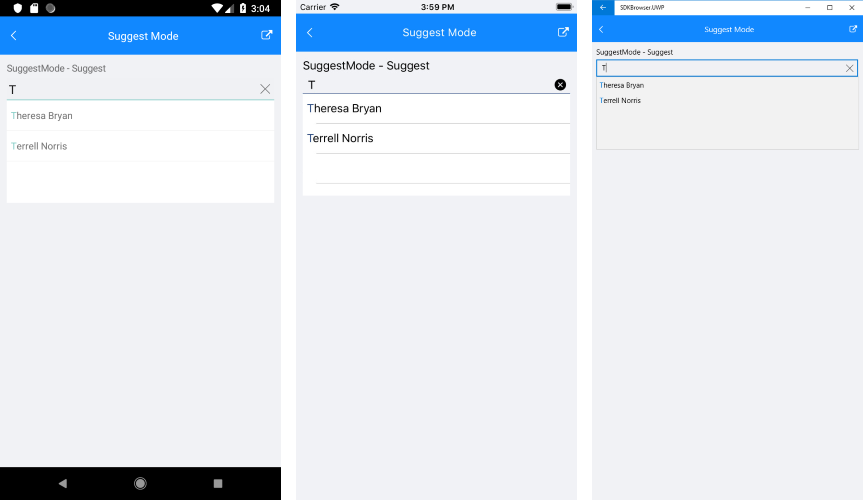 3:04
Suggest Mode
SuggestMode - Suggest
T
Theresa Bryan
Terrell Norris
Carrier 3:59 PM
Suggest Mode
SuggestMode - Suggest
T
Theresa Bryan
Terrell Norris
SDKBrowser.UWP
Suggest Mode
SuggestMode - Suggest
T
Theresa Bryan
Terrell Norris